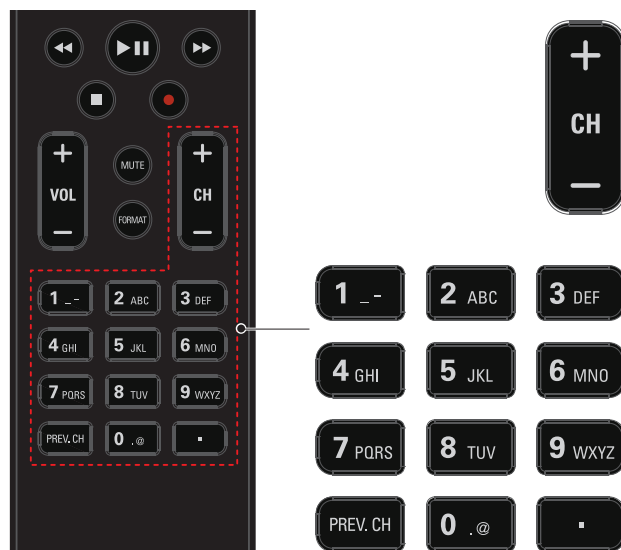 MUTE
VOL
CH
FORMAT
1 _ -
2 ABC
3 DEF
4 GHI
5 JKL
6 MNO
7 PQRS
8 TUV
9 WXYZ
PREV. CH
0 .@
.
CH
1 _ -
2 ABC
3 DEF
4 GHI
5 JKL
6 MNO
7 PQRS
8 TUV
9 WXYZ
PREV. CH
0 .@
.